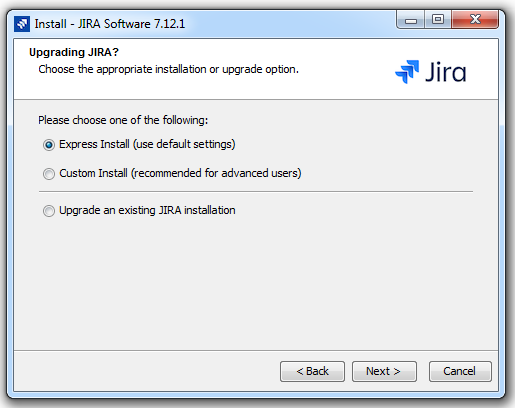 Install - JIRA Software 7.12.1
Upgrading JIRA?
Choose the appropriate installation or upgrade option.
Jira
Please choose one of the following:
Express Install (use default settings)
Custom Install (recommended for advanced users)
Upgrade an existing JIRA installation
< Back
Next >
Cancel